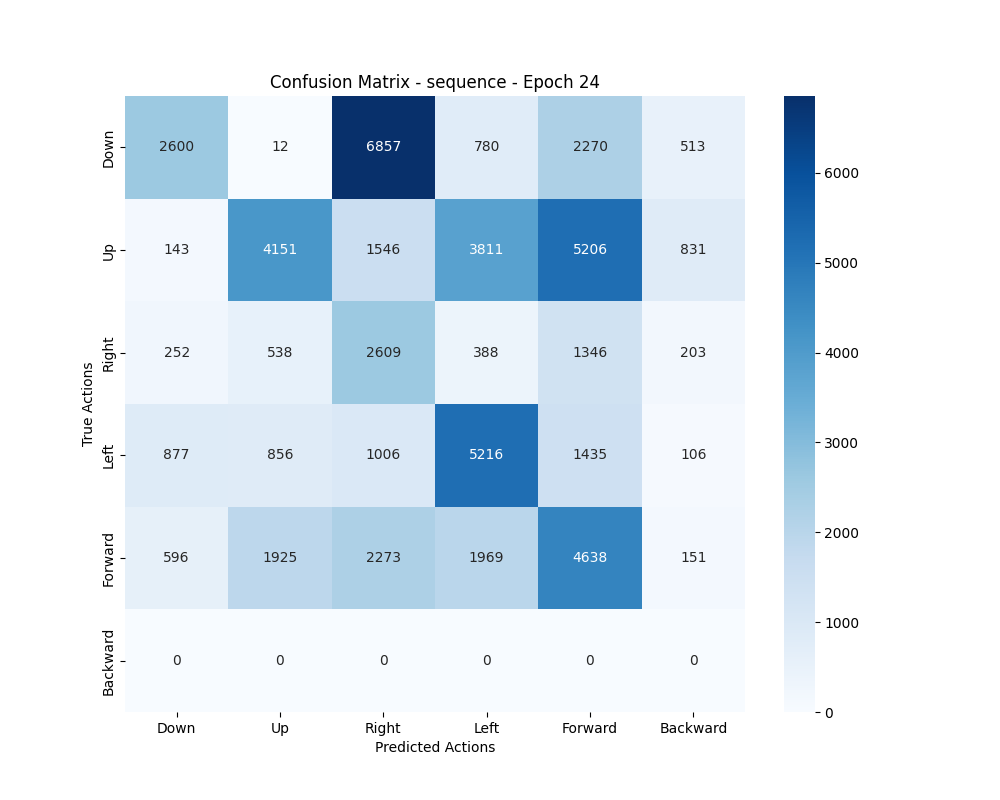 Confusion Matrix - sequence - Epoch 24
Down 2600 12 6857 780 2270 513
Up 143 4151 1546 3811 5206 831
Right 252 538 2609 388 1346 203
Left 877 856 1006 5216 1435 106
Forward 596 1925 2273 1969 4638 151
Backward 0 0 0 0 0 0
Down Up Right Left Forward Backward
Predicted Actions
True Actions
6000
5000
4000
3000
2000
1000
0